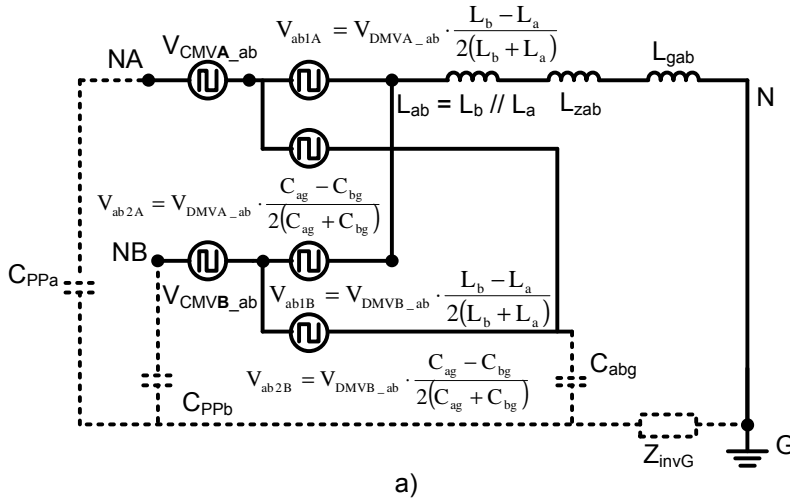 V_ab1A = V_DMVA_ab · (L_b − L_a) / 2(L_b + L_a)
V_CMVA_ab
NA
L_gab
N
L_ab = L_b // L_a
L_zab
V_ab2A = V_DMVA_ab · (C_ag − C_bg) / 2(C_ag + C_bg)
NB
C_PPa
V_CMVB_ab
V_ab1B = V_DMVB_ab · (L_b − L_a) / 2(L_b + L_a)
V_ab2B = V_DMVB_ab · (C_ag − C_bg) / 2(C_ag + C_bg)
C_abg
C_PPb
Z_invG
G
a)